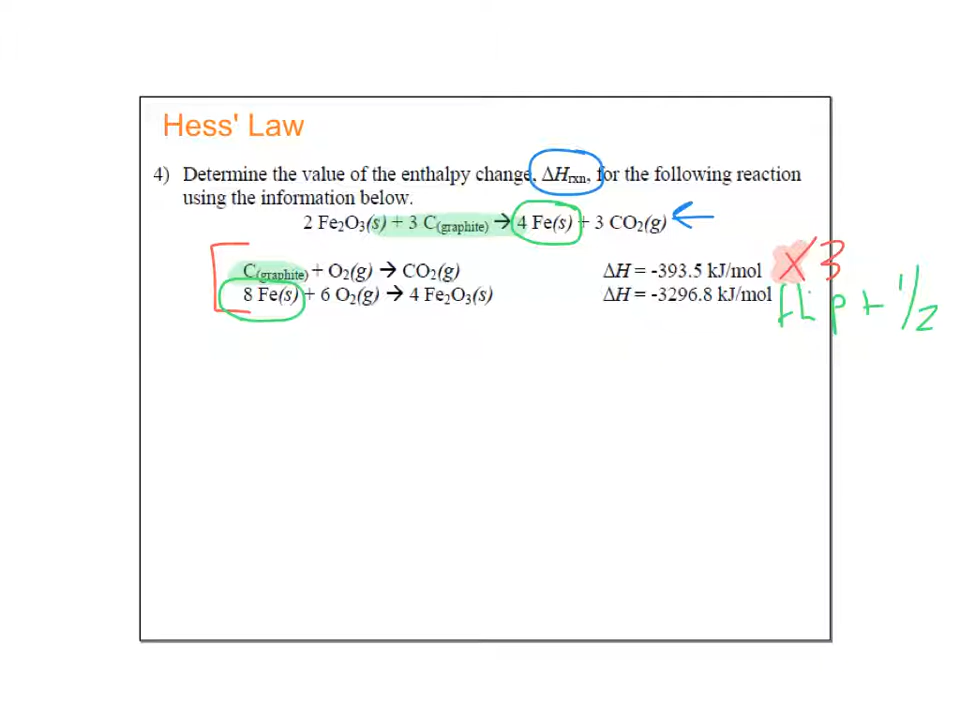 Hess' Law
4) Determine the value of the enthalpy change, ΔHrxn, for the following reaction
using the information below.
2 Fe₂O₃(s) + 3 C(graphite) → 4 Fe(s) + 3 CO₂(g)
C(graphite) + O₂(g) → CO₂(g) ΔH = -393.5 kJ/mol X3
8 Fe(s) + 6 O₂(g) → 4 Fe₂O₃(s) ΔH = -3296.8 kJ/mol flip + 1/2